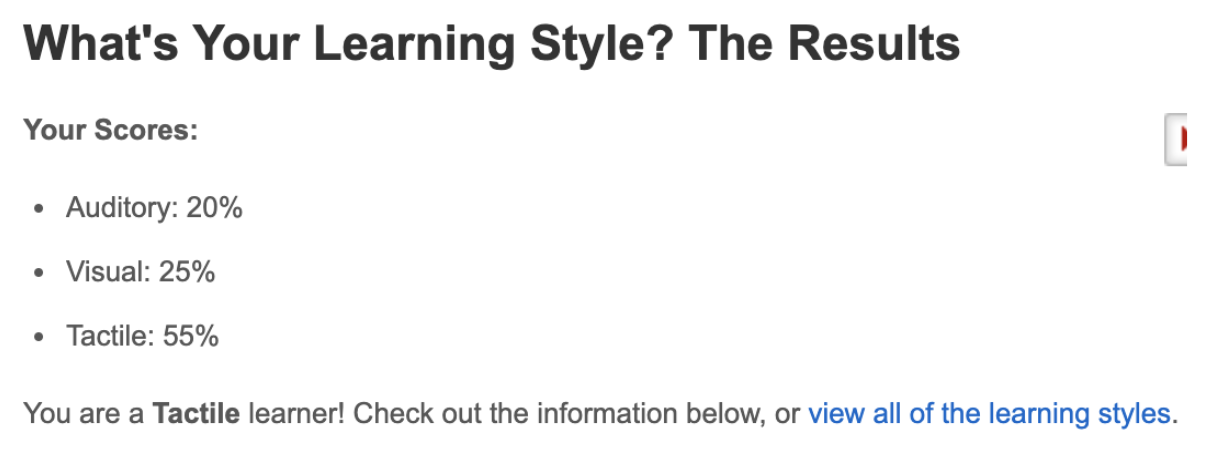 What's Your Learning Style? The Results
Your Scores:
• Auditory: 20%
• Visual: 25%
• Tactile: 55%
You are a Tactile learner! Check out the information below, or view all of the learning styles.